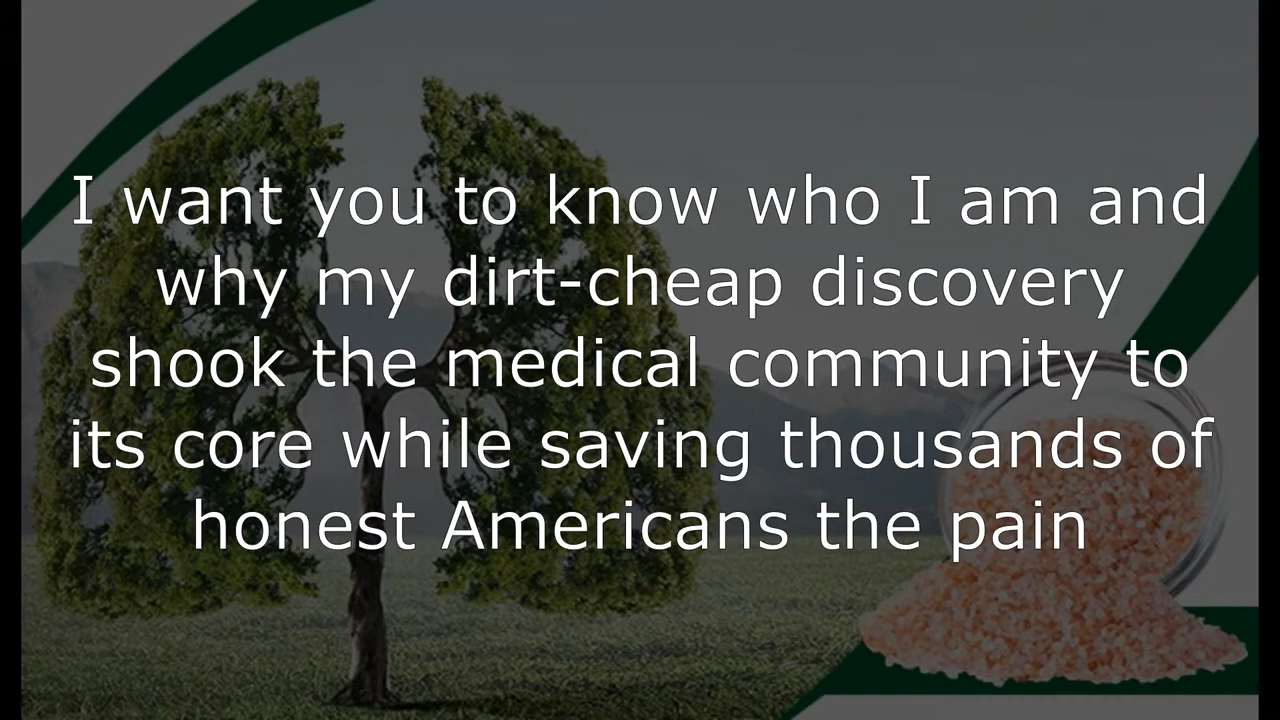 I want you to know who I am and
why my dirt-cheap discovery
shook the medical community to
its core while saving thousands of
honest Americans the pain